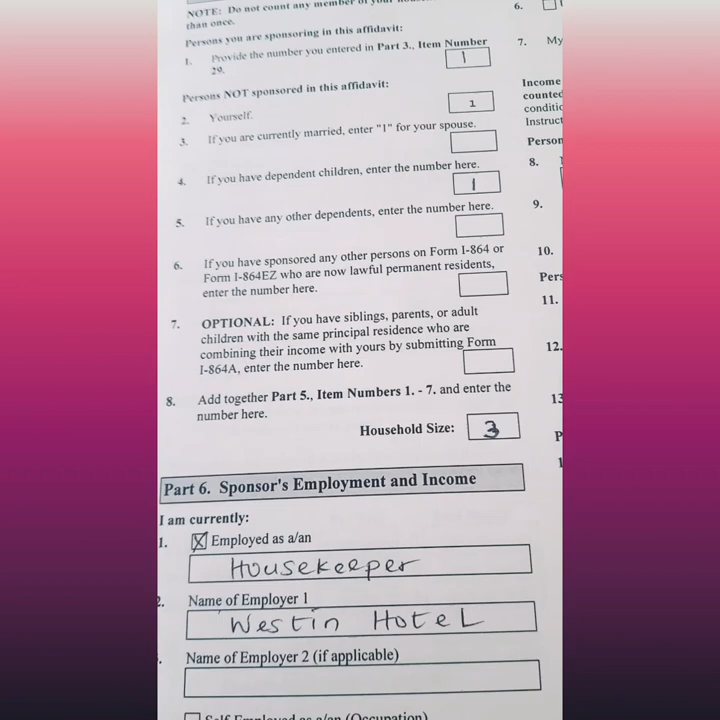 NOTE: Do not count any member of your
than once.
6.
Persons you are sponsoring in this affidavit:
1. Provide the number you entered in Part 3., Item Number
29.
1
7. My
Persons NOT sponsored in this affidavit:
Income
counted
2. Yourself.
1
Instruct
3. If you are currently married, enter "1" for your spouse.
Person
4. If you have dependent children, enter the number here.
1
8.
5. If you have any other dependents, enter the number here.
9.
6. If you have sponsored any other persons on Form I-864 or
Form I-864EZ who are now lawful permanent residents,
enter the number here.
10.
Pers
11.
7. OPTIONAL: If you have siblings, parents, or adult
children with the same principal residence who are
combining their income with yours by submitting Form
I-864A, enter the number here.
12.
8. Add together Part 5., Item Numbers 1. - 7. and enter the
number here.
13
Household Size: 3
P
1
Part 6. Sponsor's Employment and Income
I am currently:
1. X Employed as a/an
Housekeeper
2. Name of Employer 1
Westin Hotel
Name of Employer 2 (if applicable)
Self Employed as a/an (Occupation)